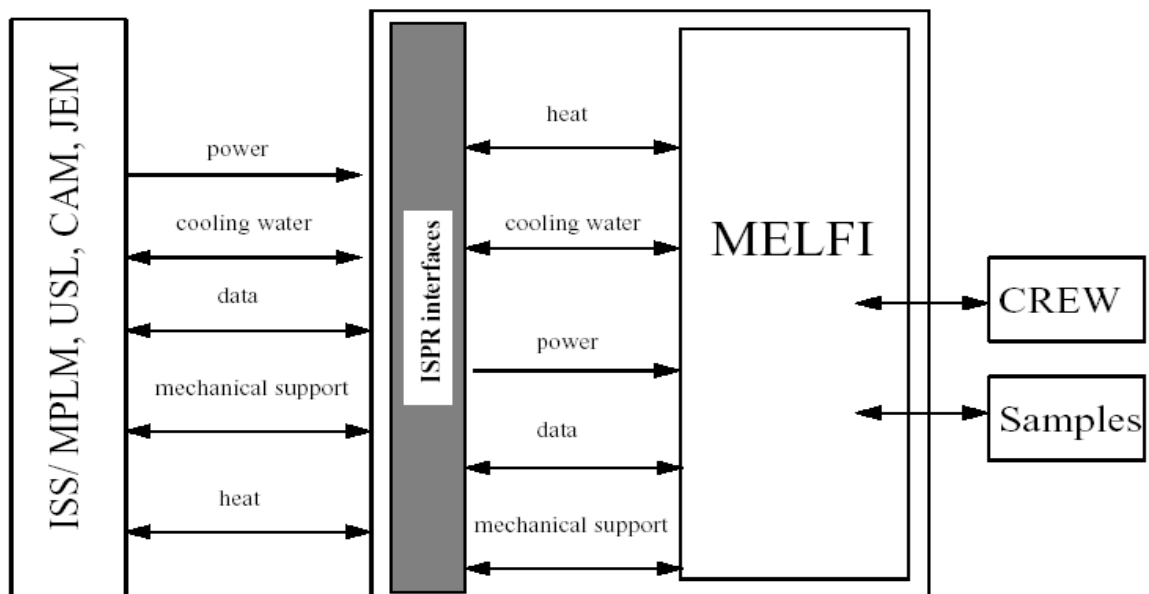 ISS/ MPLM, USL, CAM, JEM
power
cooling water
data
mechanical support
heat
ISPR interfaces
heat
cooling water
power
data
mechanical support
MELFI
CREW
Samples